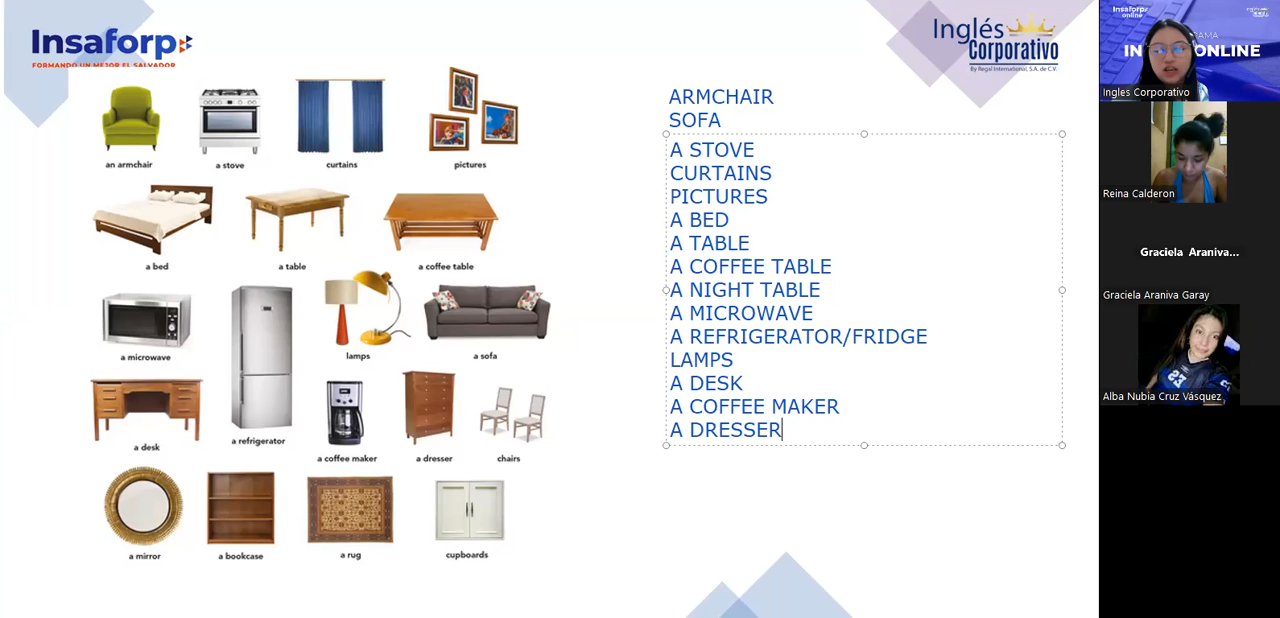 Insaforp
FORMANDO UN MEJOR EL SALVADOR
Inglés
Corporativo
By Regal International, S.A. de C.V.
an armchair
a stove
curtains
pictures
a bed
a table
a coffee table
a microwave
lamps
a sofa
a desk
a refrigerator
a coffee maker
a dresser
chairs
a mirror
a bookcase
a rug
cupboards
ARMCHAIR
SOFA
A STOVE
CURTAINS
PICTURES
A BED
A TABLE
A COFFEE TABLE
A NIGHT TABLE
A MICROWAVE
A REFRIGERATOR/FRIDGE
LAMPS
A DESK
A COFFEE MAKER
A DRESSER
Insaforp
online
ONLINE
Ingles Corporativo
Reina Calderon
Graciela Araniva...
Graciela Araniva Garay
Alba Nubia Cruz Vásquez
23